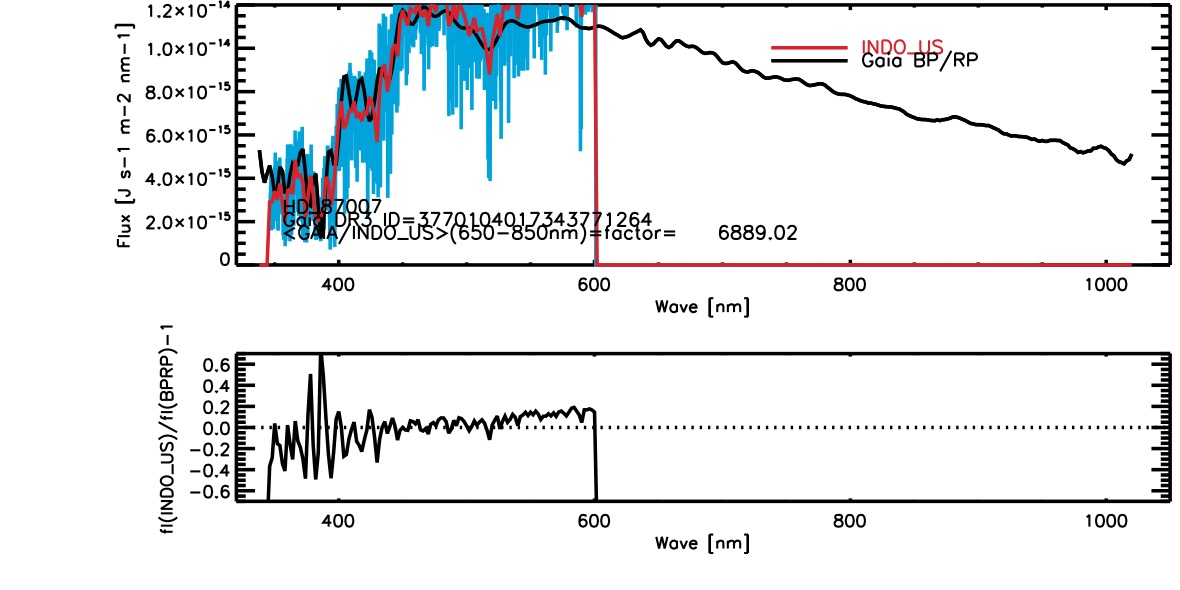 1.2×10−14
1.0×10−14
8.0×10−15
6.0×10−15
4.0×10−15
2.0×10−15
0
Flux [J s−1 m−2 nm−1]
INDO_US
Gaia BP/RP
HD_87007
Gaia DR3 ID=3770104017343771264
<GAIA/INDO_US>(650−850nm)=factor= 6889.02
400 600 800 1000
Wave [nm]
fl(INDO_US)/fl(BPRP)−1
0.6
0.4
0.2
0.0
−0.2
−0.4
−0.6
400 600 800 1000
Wave [nm]